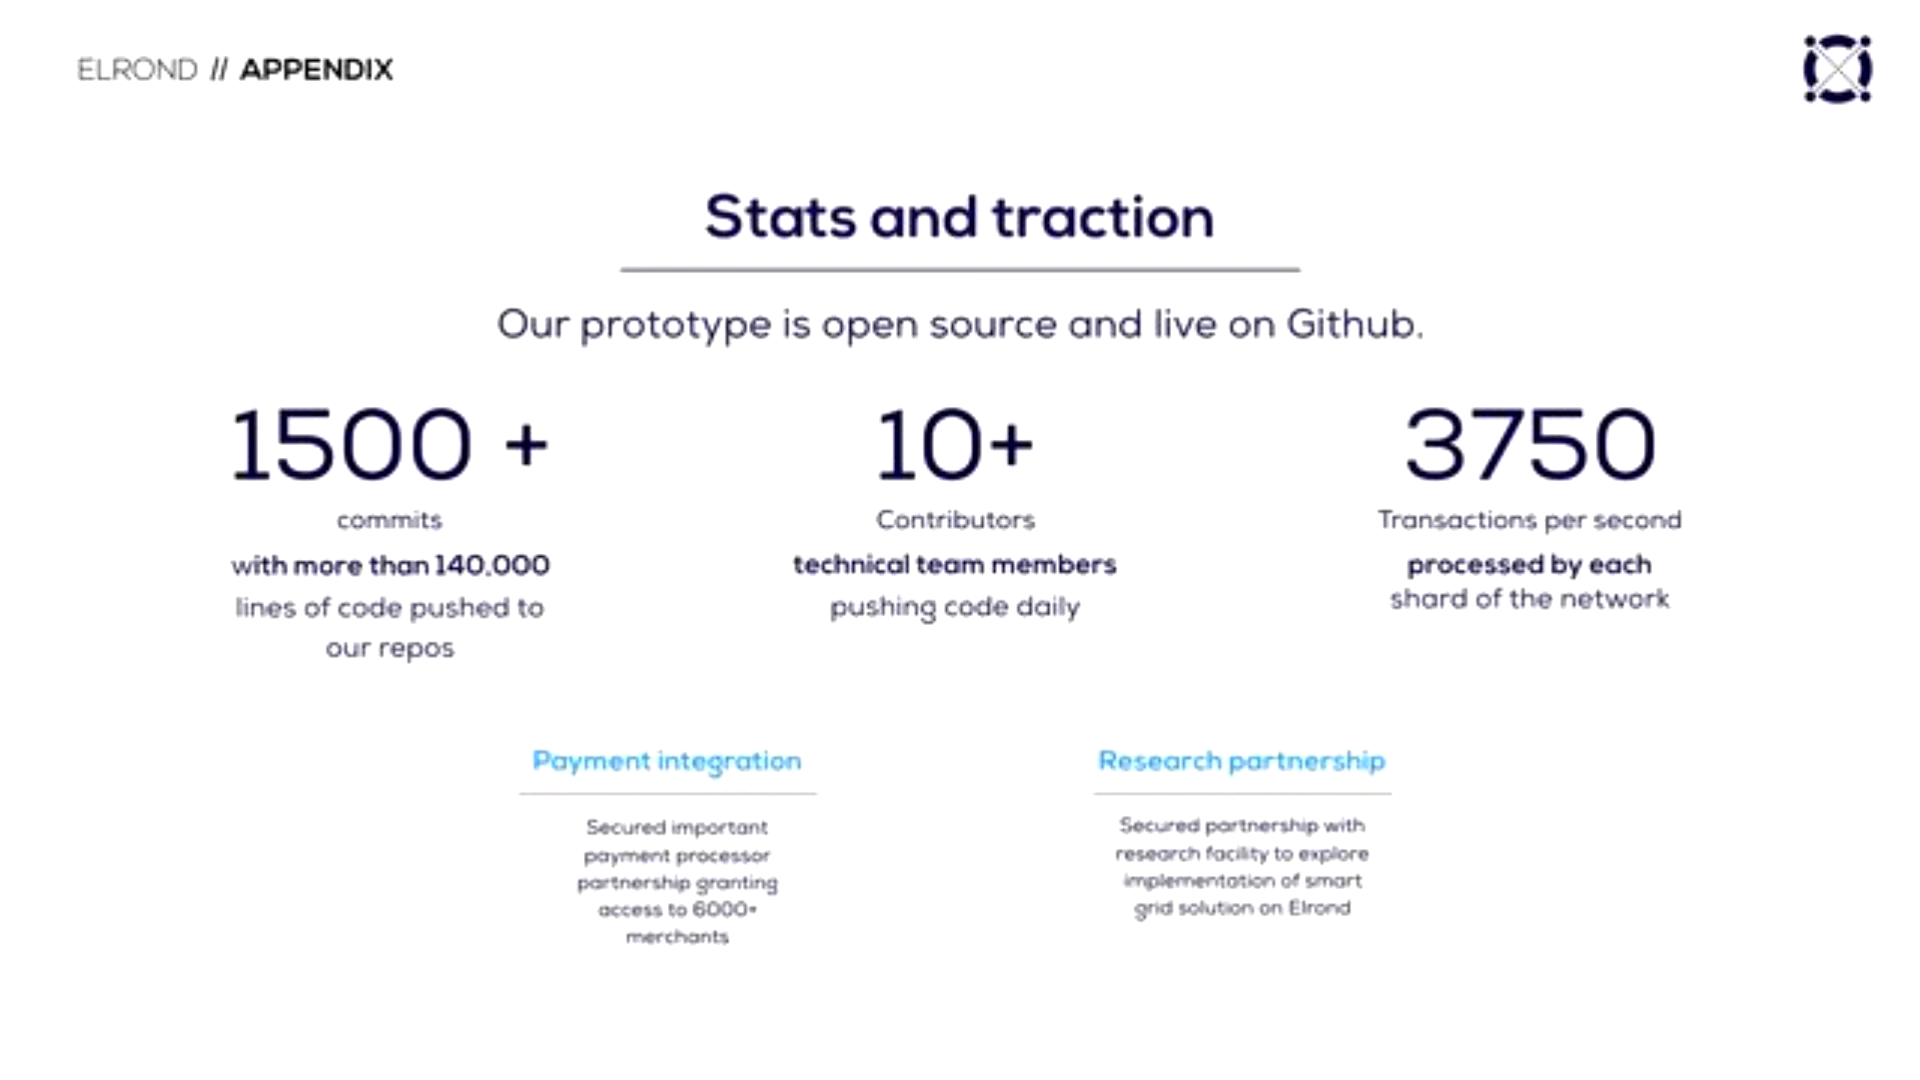 ELROND // APPENDIX
Stats and traction
Our prototype is open source and live on Github.
1500 +
commits
with more than 140,000
lines of code pushed to
our repos
10+
Contributors
technical team members
pushing code daily
3750
Transactions per second
processed by each
shard of the network
Payment integration
Secured important
payment processor
partnership granting
access to 6000+
merchants
Research partnership
Secured partnership with
research facility to explore
implementation of smart
grid solution on Elrond